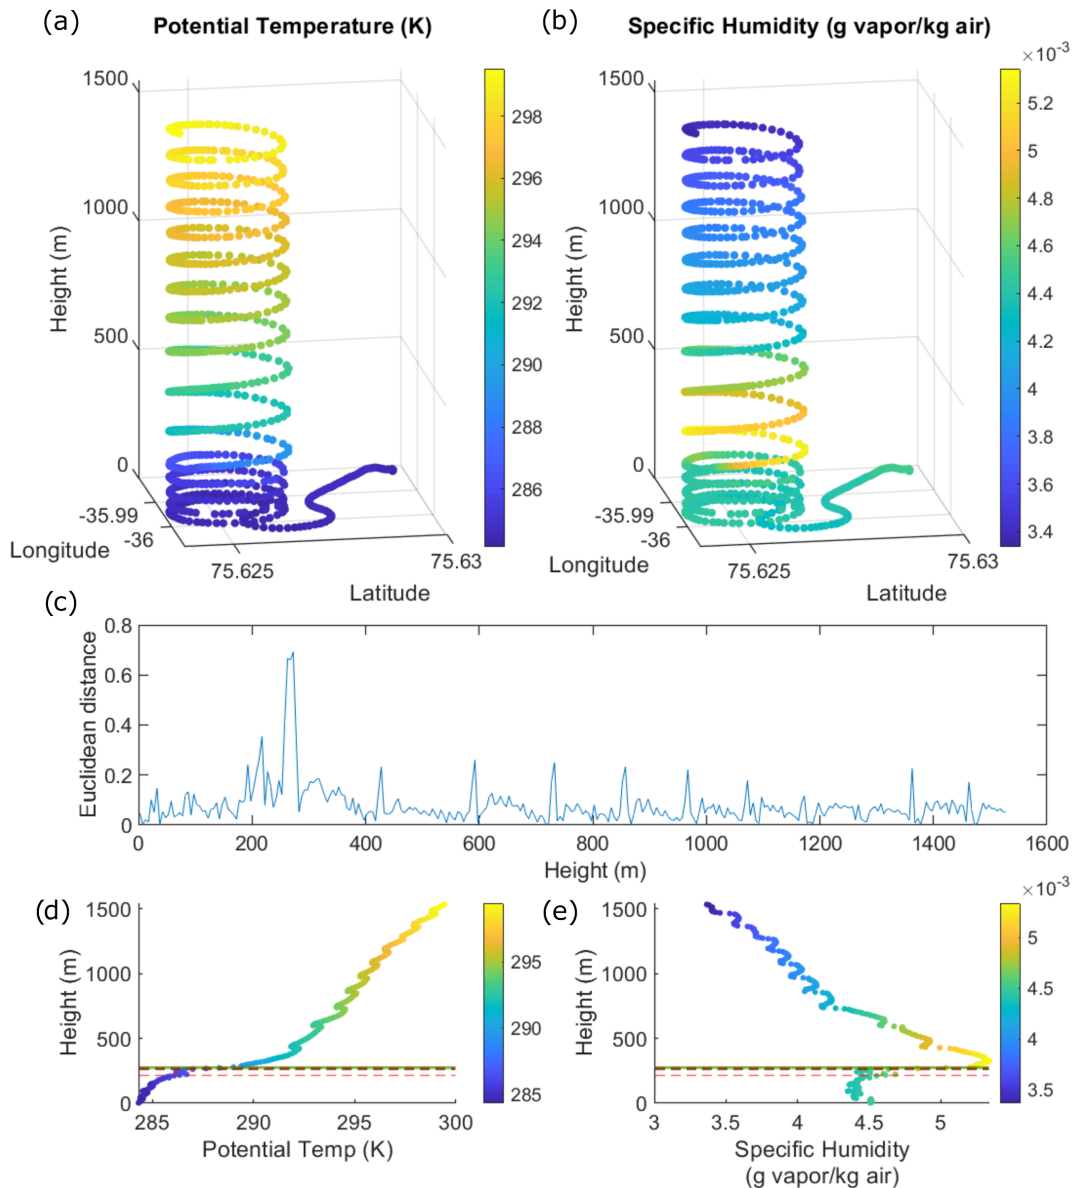 (a) Potential Temperature (K)
(b) Specific Humidity (g vapor/kg air)
×10⁻³
1500
1000
500
0
Height (m)
-35.99
-36
Longitude
75.625
75.63
Latitude
298
296
294
292
290
288
286
1500
1000
500
0
Height (m)
-35.99
-36
Longitude
75.625
75.63
Latitude
5.2
5
4.8
4.6
4.4
4.2
4
3.8
3.6
3.4
(c)
Euclidean distance
0.8
0.6
0.4
0.2
0
0 200 400 600 800 1000 1200 1400 1600
Height (m)
(d)
Height (m)
1500
1000
500
0
285 290 295 300
Potential Temp (K)
295
290
285
(e)
×10⁻³
Height (m)
1500
1000
500
0
3 3.5 4 4.5 5
Specific Humidity
(g vapor/kg air)
5
4.5
4
3.5